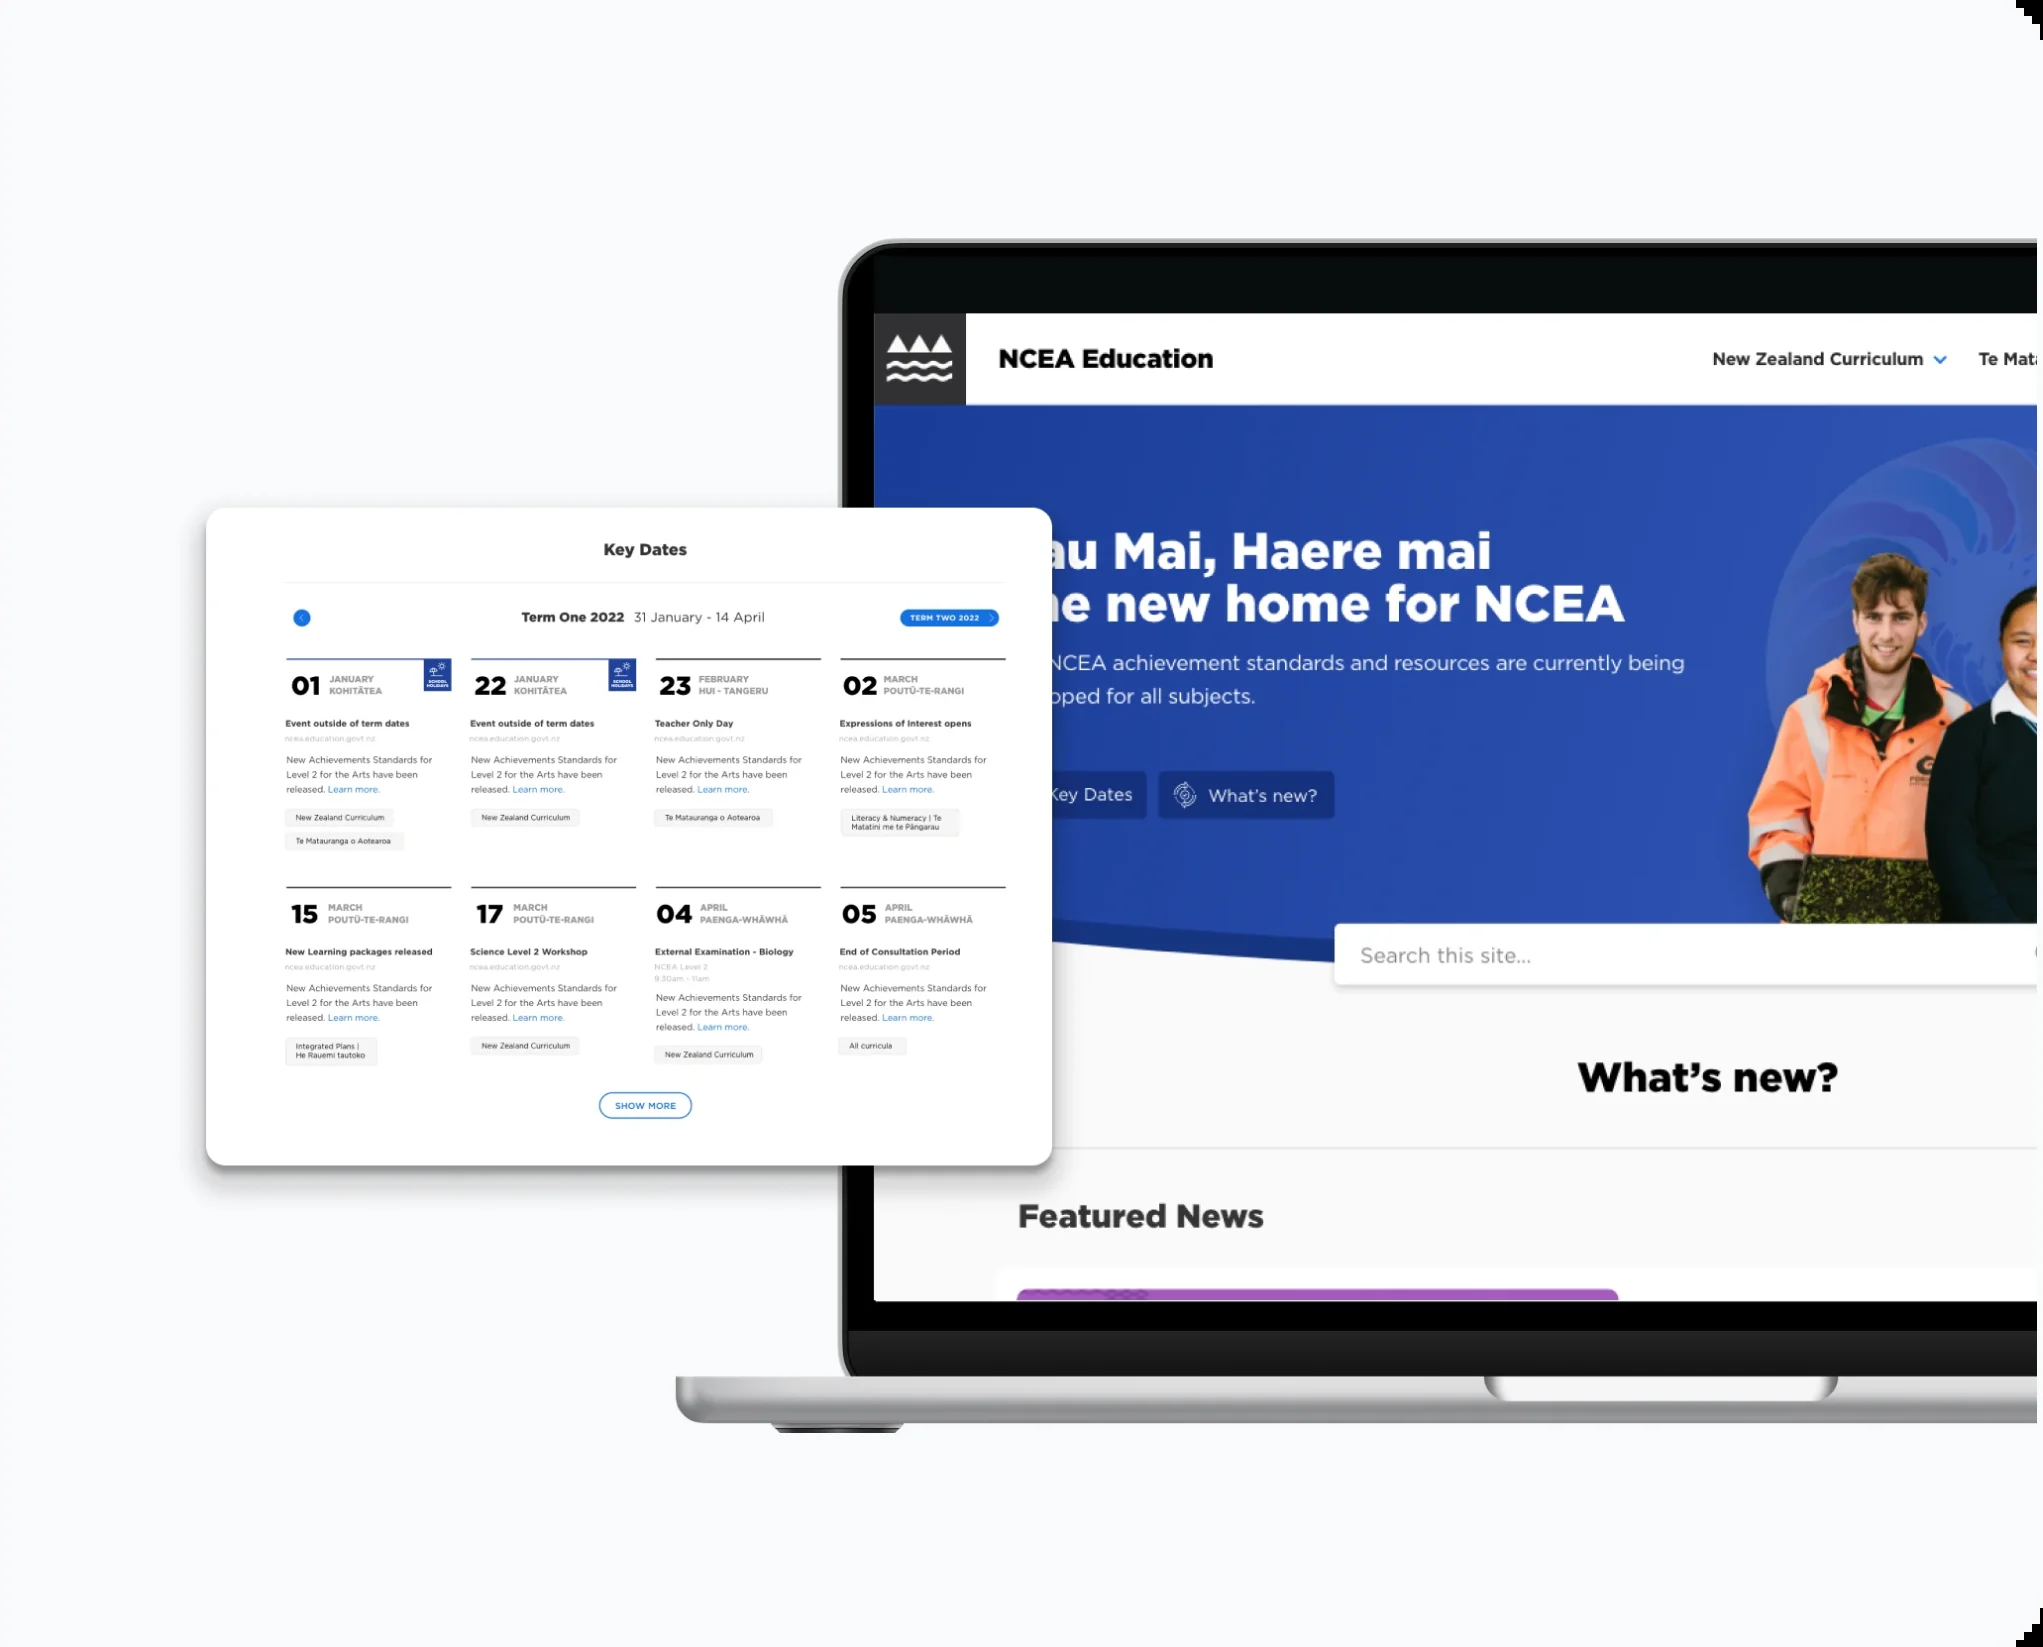 NCEA Education
New Zealand Curriculum
Te Mat
au Mai, Haere mai
e new home for NCEA
NCEA achievement standards and resources are currently being
oped for all subjects.
Key Dates
What's new?
Search this site...
What's new?
Featured News
Key Dates
Term One 2022 31 January - 14 April
TERM TWO 2022
01 JANUARY
KOHITĀTEA
SCHOOL
HOLIDAYS
Event outside of term dates
ncea.education.govt.nz
New Achievements Standards for
Level 2 for the Arts have been
released. Learn more.
New Zealand Curriculum
Te Matauranga o Aotearoa
22 JANUARY
KOHITĀTEA
SCHOOL
HOLIDAYS
Event outside of term dates
ncea.education.govt.nz
New Achievements Standards for
Level 2 for the Arts have been
released. Learn more.
New Zealand Curriculum
23 FEBRUARY
HUI - TANGERU
Teacher Only Day
ncea.education.govt.nz
New Achievements Standards for
Level 2 for the Arts have been
released. Learn more.
Te Matauranga o Aotearoa
02 MARCH
POUTŪ-TE-RANGI
Expressions of Interest opens
ncea.education.govt.nz
New Achievements Standards for
Level 2 for the Arts have been
released. Learn more.
Literacy & Numeracy | Te
Matatini me te Pāngarau
15 MARCH
POUTŪ-TE-RANGI
New Learning packages released
ncea.education.govt.nz
New Achievements Standards for
Level 2 for the Arts have been
released. Learn more.
Integrated Plans |
He Rauemi tautoko
17 MARCH
POUTŪ-TE-RANGI
Science Level 2 Workshop
ncea.education.govt.nz
New Achievements Standards for
Level 2 for the Arts have been
released. Learn more.
New Zealand Curriculum
04 APRIL
PAENGA-WHĀWHĀ
External Examination - Biology
NCEA Level 2
9.30am - 11am
New Achievements Standards for
Level 2 for the Arts have been
released. Learn more.
New Zealand Curriculum
05 APRIL
PAENGA-WHĀWHĀ
End of Consultation Period
ncea.education.govt.nz
New Achievements Standards for
Level 2 for the Arts have been
released. Learn more.
All curricula
SHOW MORE